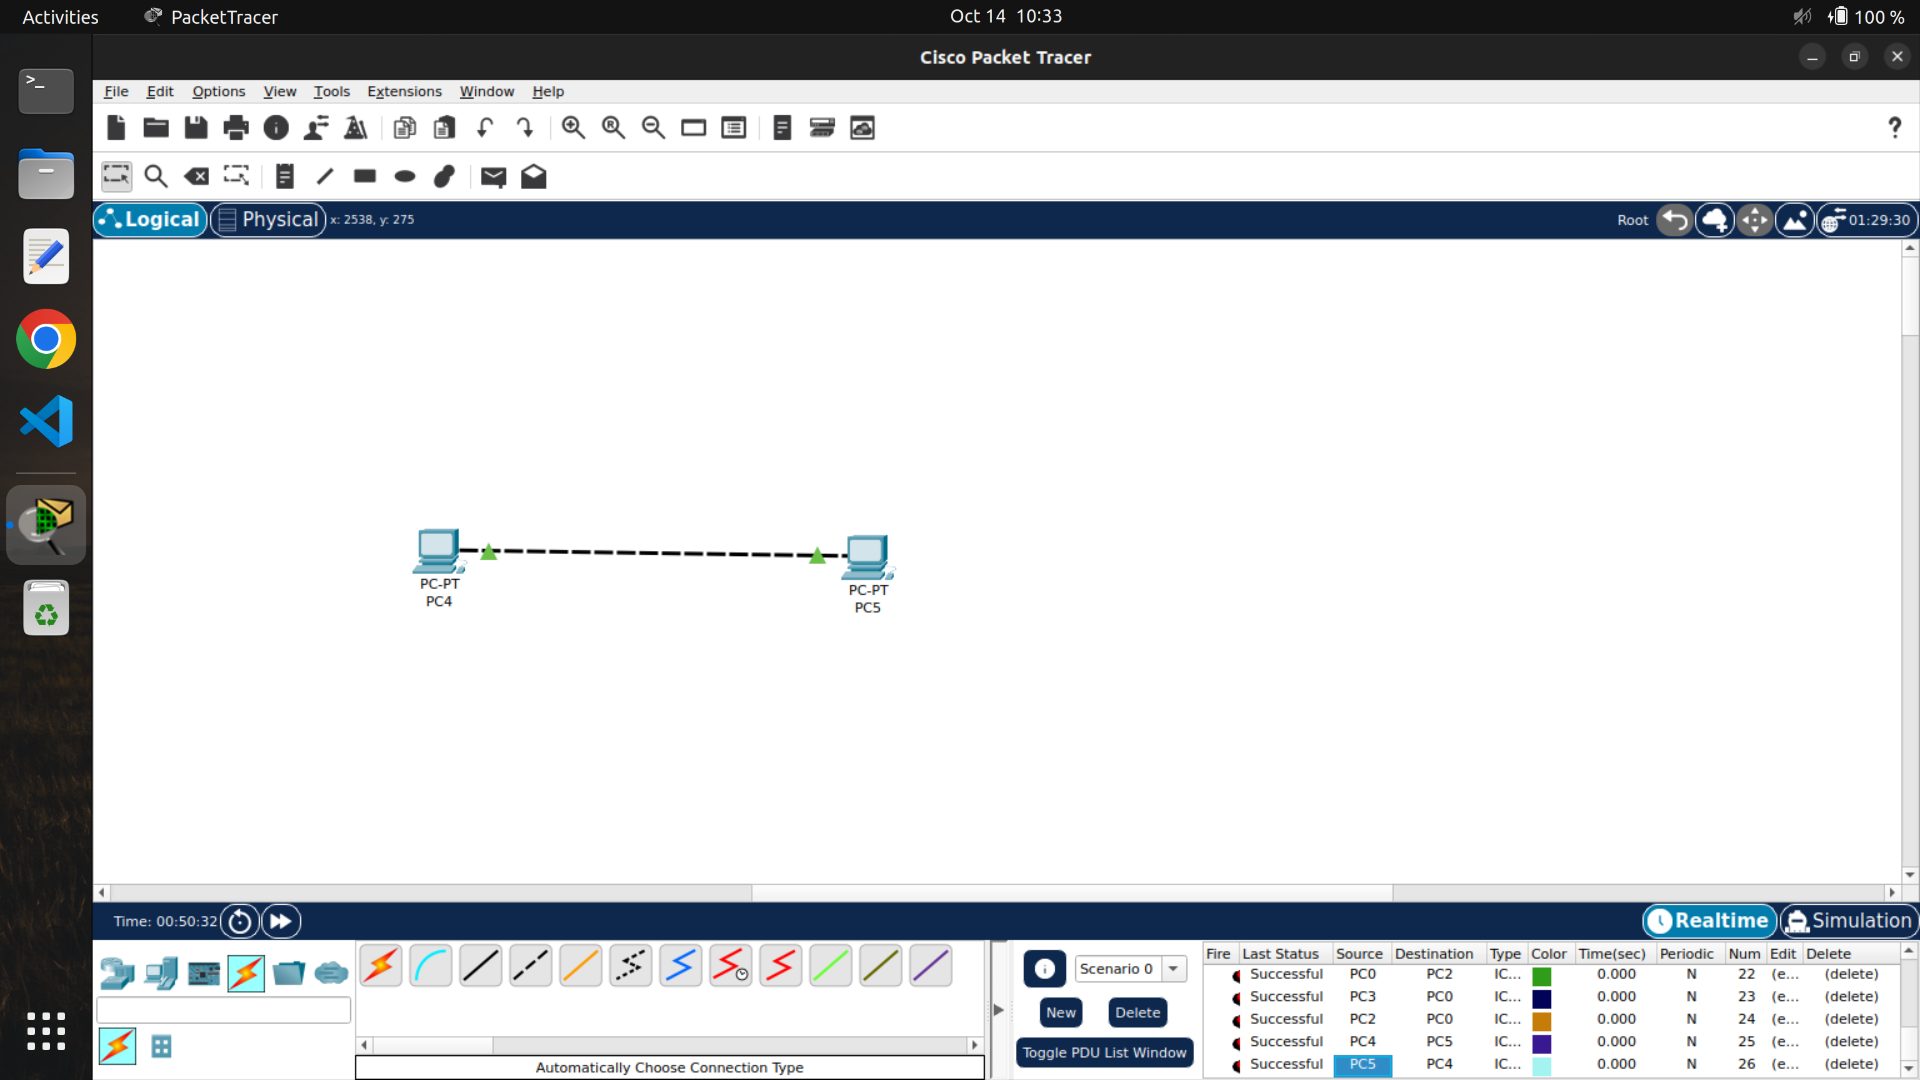 Activities PacketTracer Oct 14 10:33 100 %
Cisco Packet Tracer
File Edit Options View Tools Extensions Window Help
?
Logical Physical x: 2538, y: 275 Root 01:29:30
PC-PT
PC4
PC-PT
PC5
Time: 00:50:32 Realtime Simulation
Scenario 0
New Delete
Toggle PDU List Window
Automatically Choose Connection Type
Fire Last Status Source Destination Type Color Time(sec) Periodic Num Edit Delete
Successful PC0 PC2 IC... 0.000 N 22 (e... (delete)
Successful PC3 PC0 IC... 0.000 N 23 (e... (delete)
Successful PC2 PC0 IC... 0.000 N 24 (e... (delete)
Successful PC4 PC5 IC... 0.000 N 25 (e... (delete)
Successful PC5 PC4 IC... 0.000 N 26 (e... (delete)